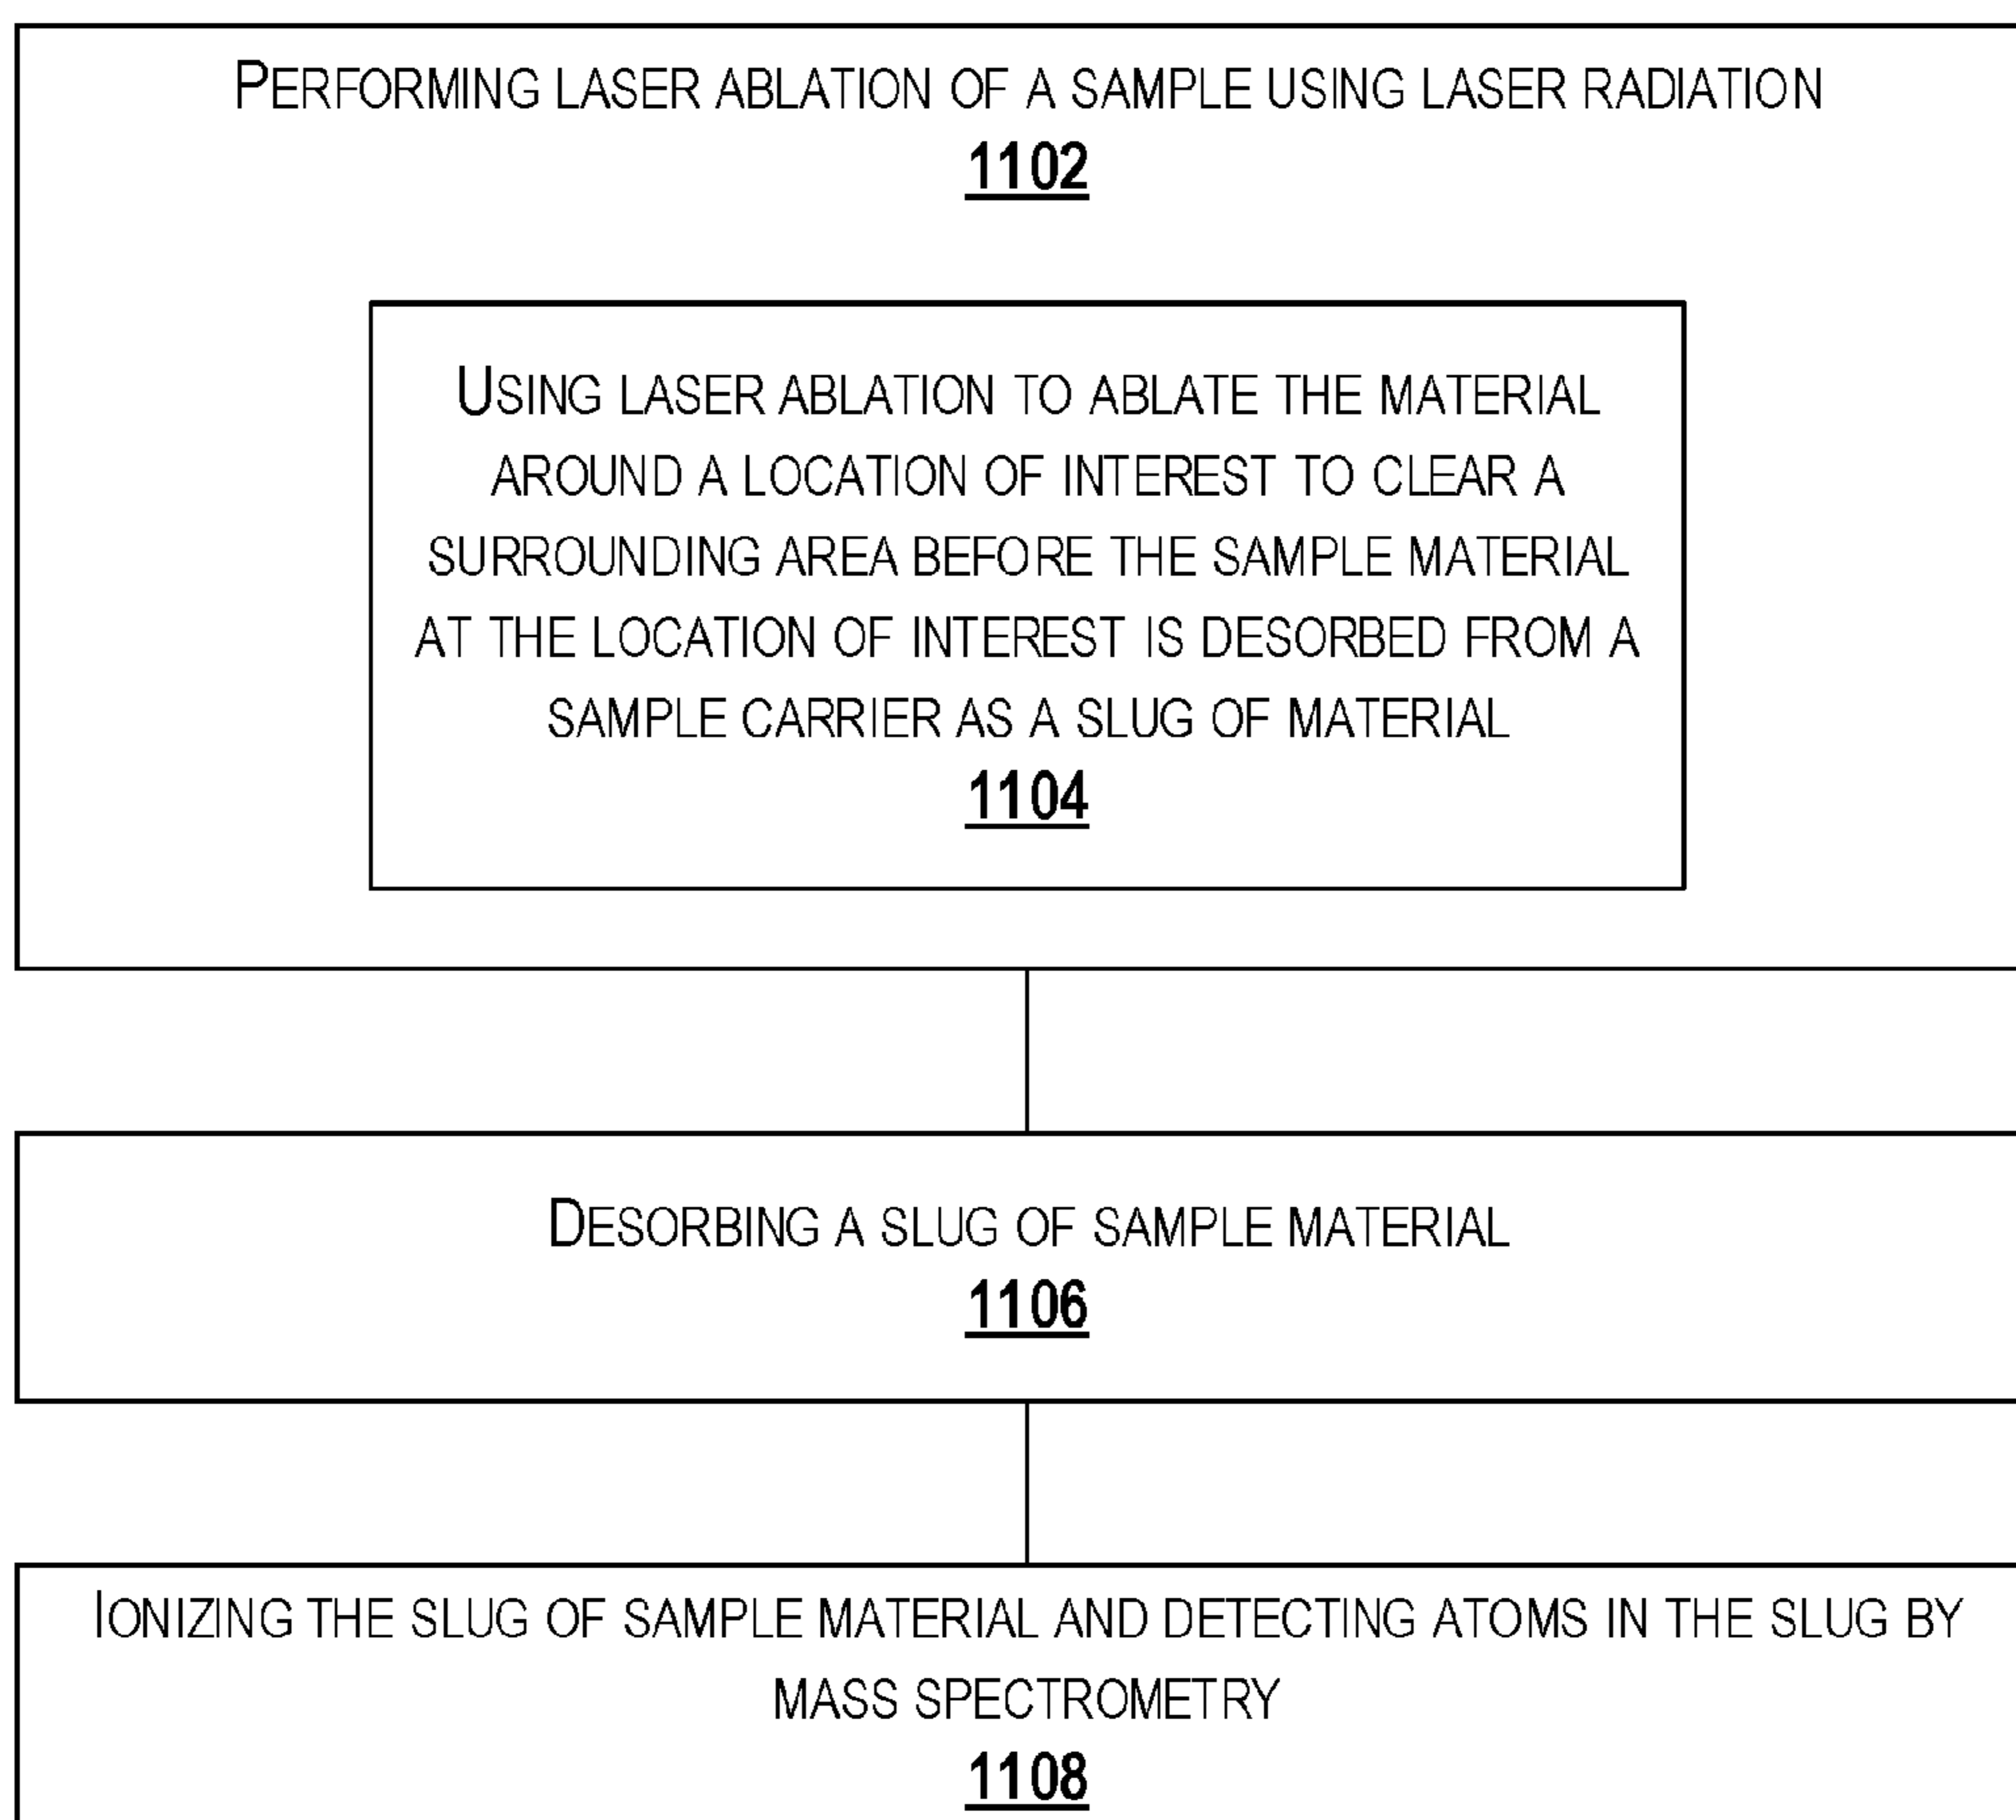 PERFORMING LASER ABLATION OF A SAMPLE USING LASER RADIATION
1102
USING LASER ABLATION TO ABLATE THE MATERIAL
AROUND A LOCATION OF INTEREST TO CLEAR A
SURROUNDING AREA BEFORE THE SAMPLE MATERIAL
AT THE LOCATION OF INTEREST IS DESORBED FROM A
SAMPLE CARRIER AS A SLUG OF MATERIAL
1104
DESORBING A SLUG OF SAMPLE MATERIAL
1106
IONIZING THE SLUG OF SAMPLE MATERIAL AND DETECTING ATOMS IN THE SLUG BY
MASS SPECTROMETRY
1108